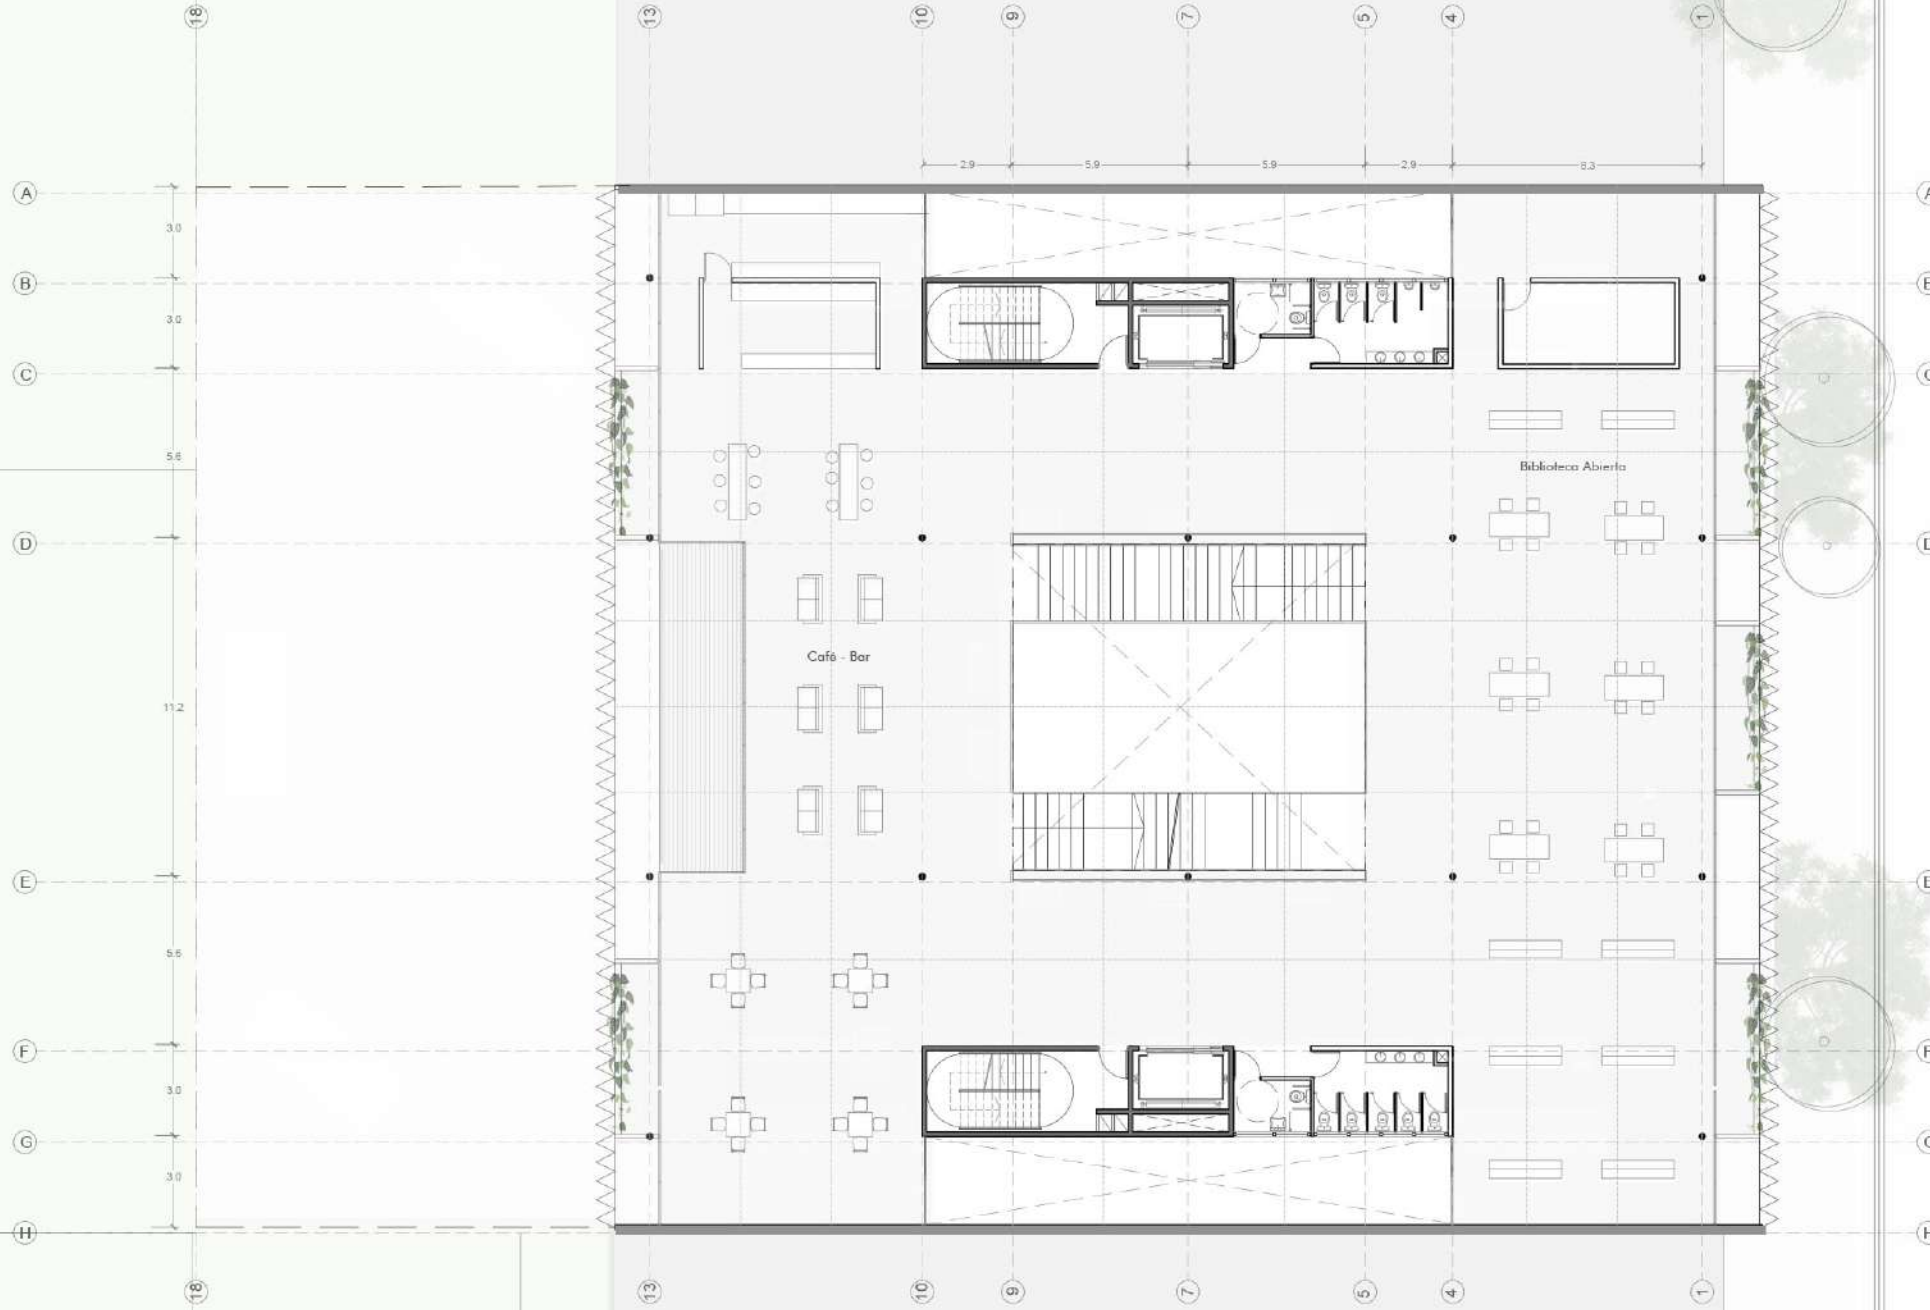 18 13 10 9 7 5 4 1
2.9 5.9 5.9 2.9 8.3
A A
3.0
B B
3.0
C C
5.6
Biblioteca Abierta
D D
Café - Bar
11.2
E E
5.6
F F
3.0
G G
3.0
H H
18 13 10 9 7 5 4 1